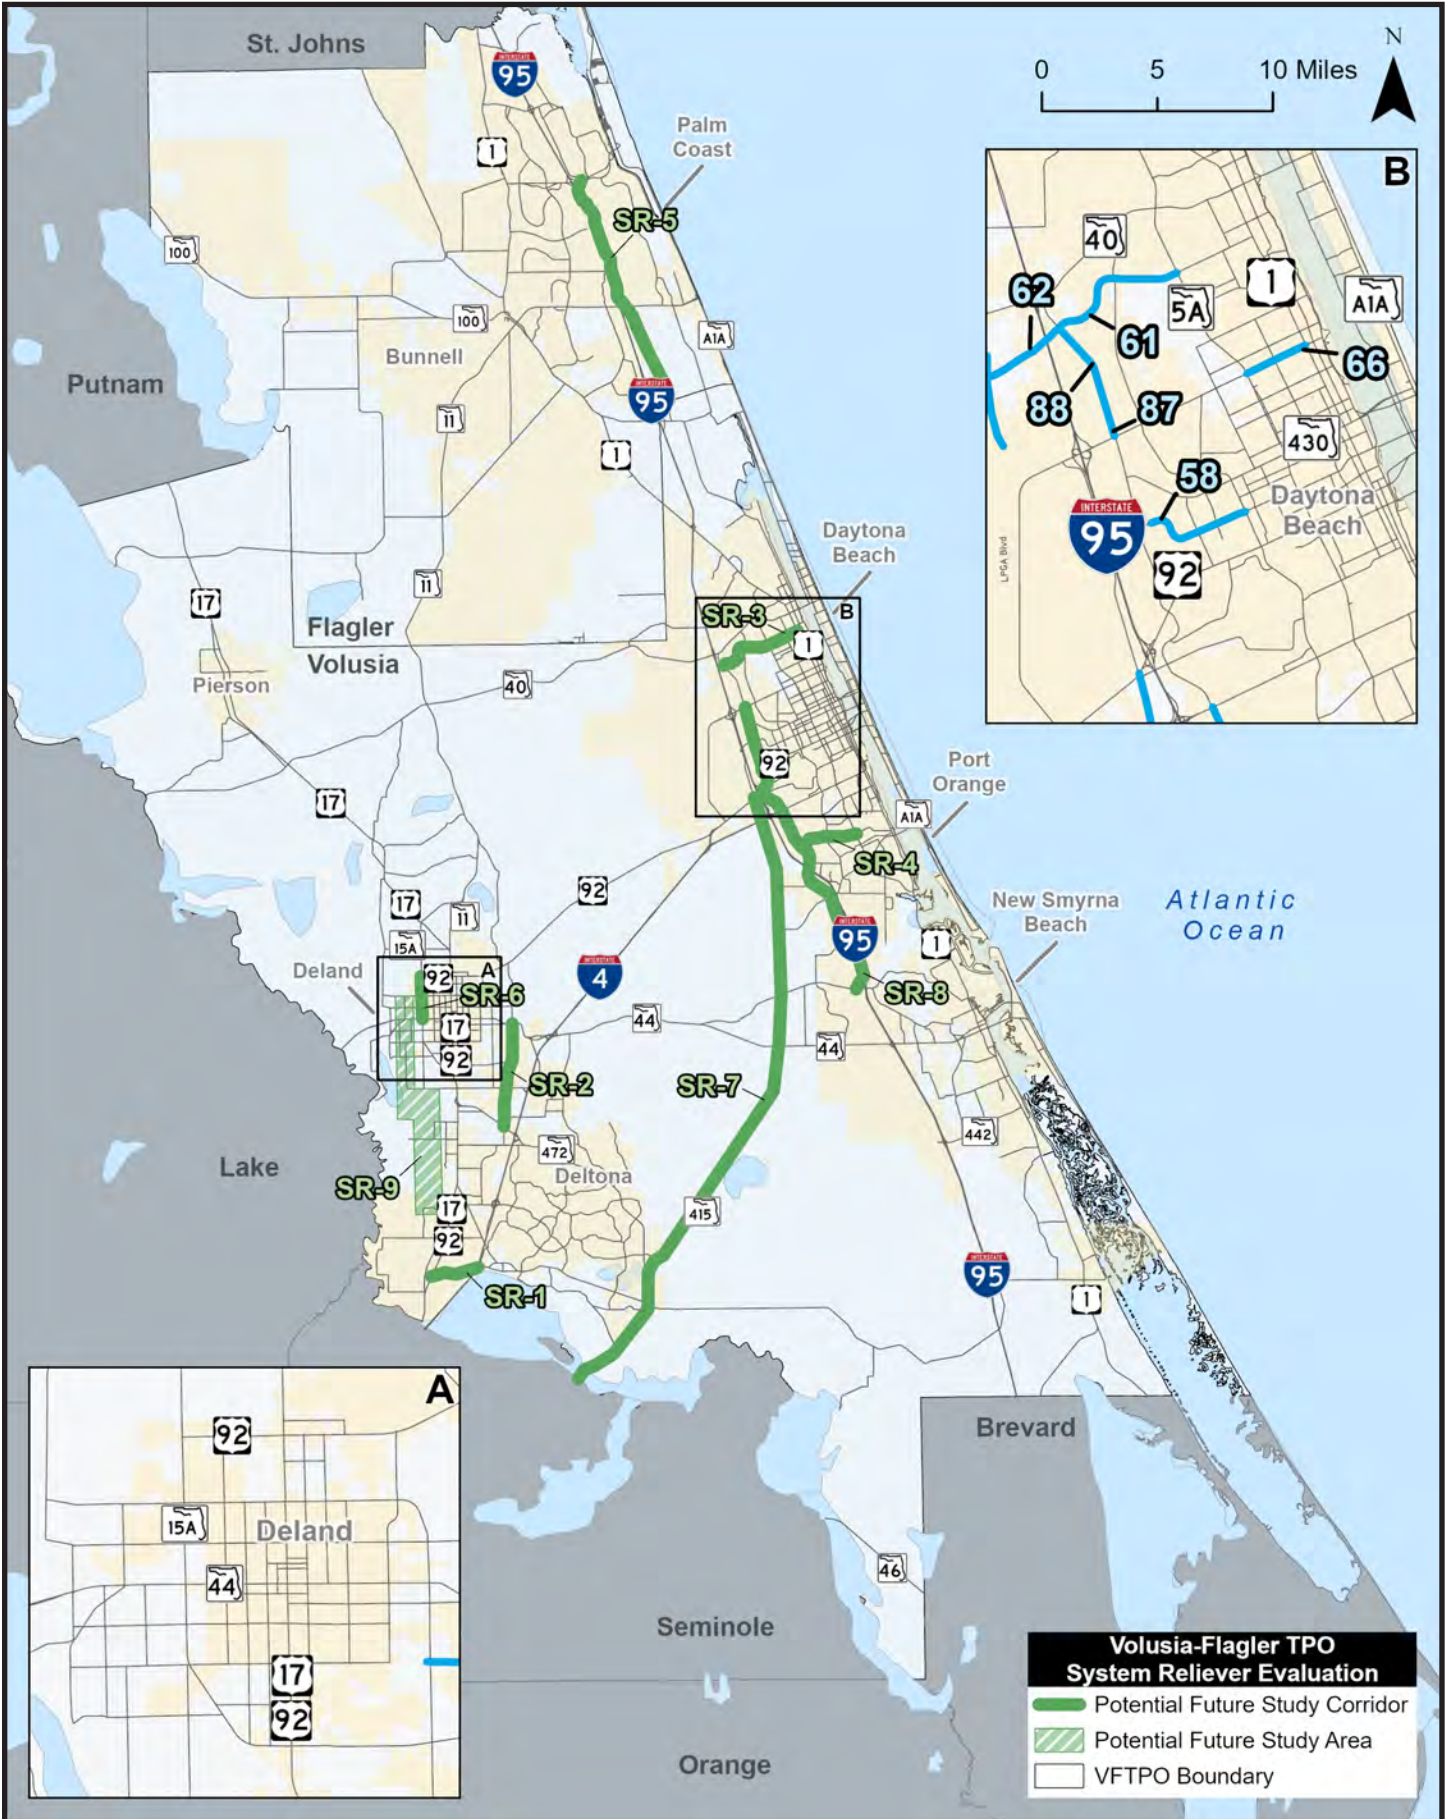 St. Johns
INTERSTATE
95
N
0 5 10 Miles
1
Palm
Coast
B
SR-5
100
40
1
62
5A
A1A
100
A1A
61
66
Bunnell
Putnam
INTERSTATE
95
88
87
11
430
1
58
Daytona
Beach
INTERSTATE
95
LPGA Blvd
92
Daytona
Beach
11
17
SR-3
B
Flagler
1
Volusia
Pierson
40
92
Port
Orange
17
A1A
SR-4
92
17
11
New Smyrna
Beach
Atlantic
Ocean
15A
INTERSTATE
95
1
Deland
A
92
INTERSTATE
4
SR-6
SR-8
17
44
44
92
SR-2
SR-7
442
472
Lake
Deltona
SR-9
17
415
92
INTERSTATE
95
SR-1
1
A
92
Brevard
15A
Deland
44
46
Seminole
17
92
Orange
Volusia-Flagler TPO
System Reliever Evaluation
Potential Future Study Corridor
Potential Future Study Area
VFTPO Boundary